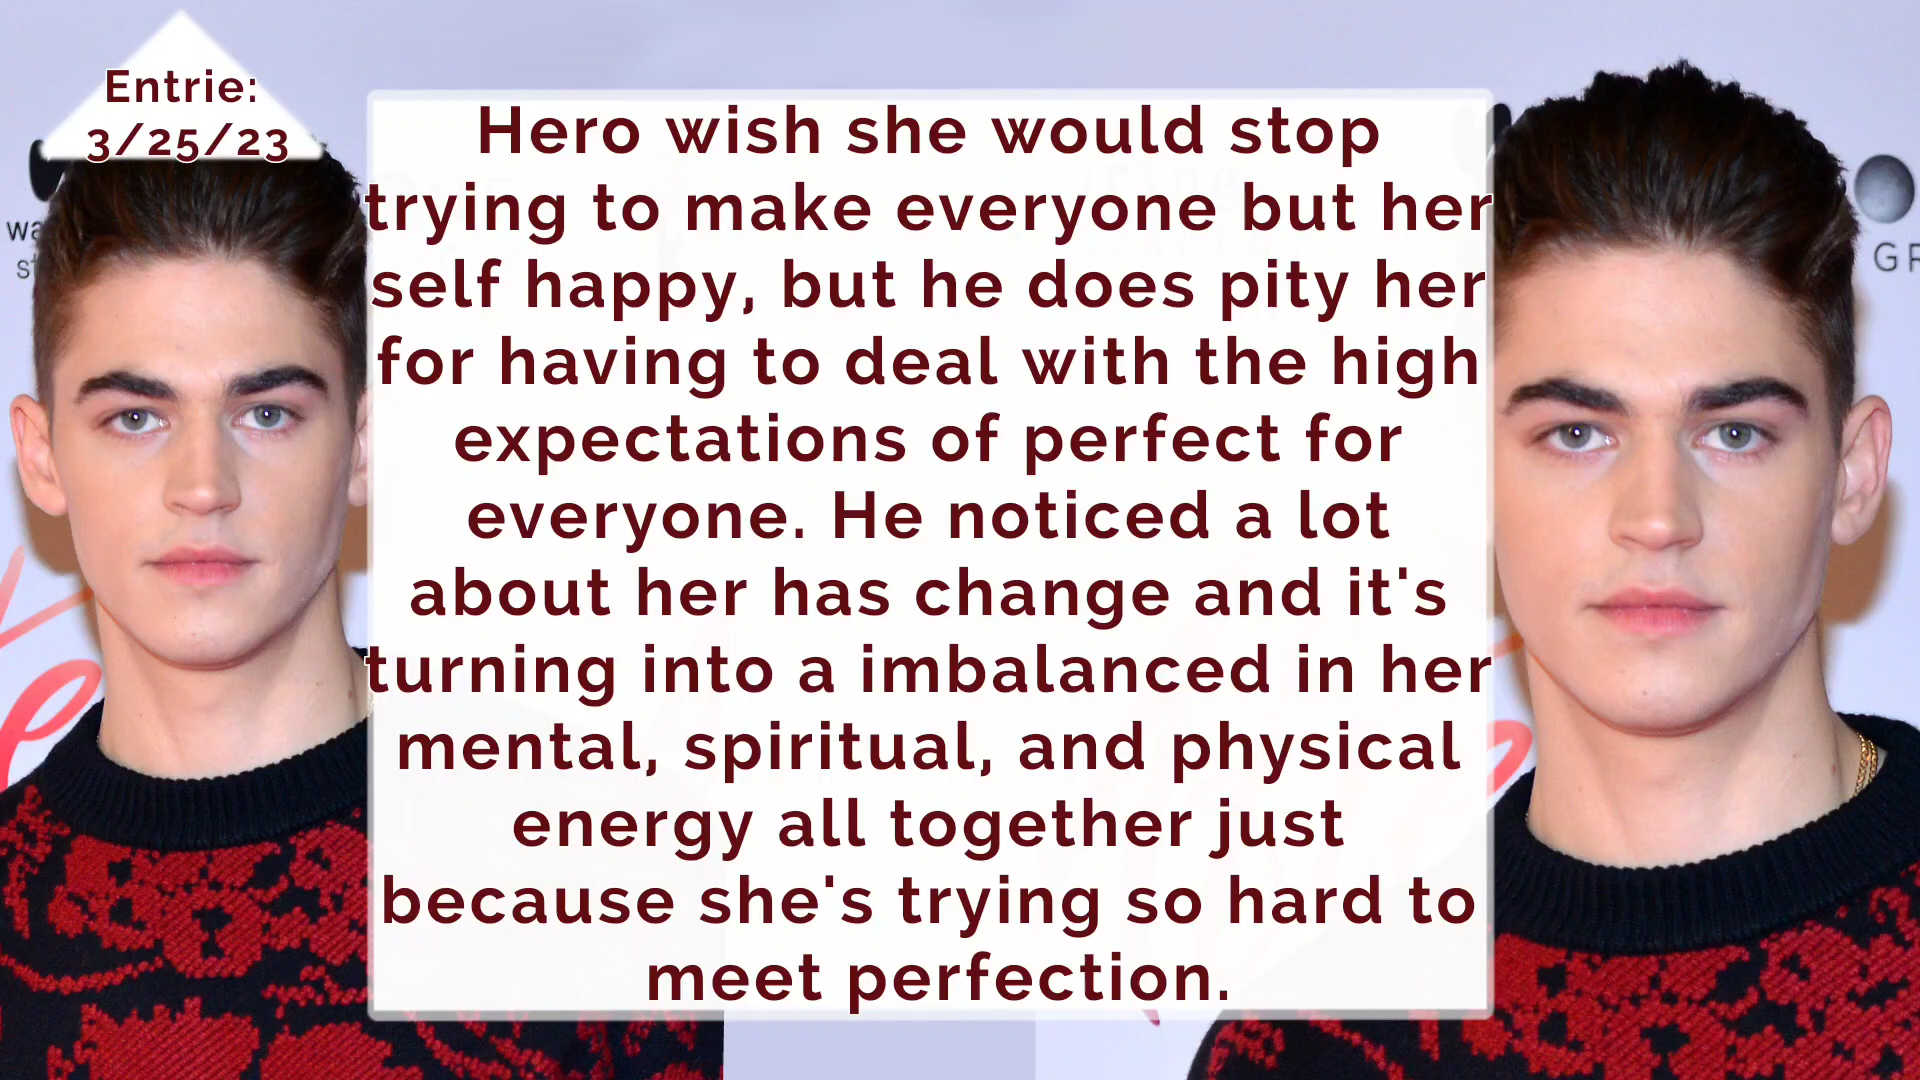 Entrie:
3/25/23
Hero wish she would stop
trying to make everyone but her
self happy, but he does pity her
for having to deal with the high
expectations of perfect for
everyone. He noticed a lot
about her has change and it's
turning into a imbalanced in her
mental, spiritual, and physical
energy all together just
because she's trying so hard to
meet perfection.
wa
st
GR